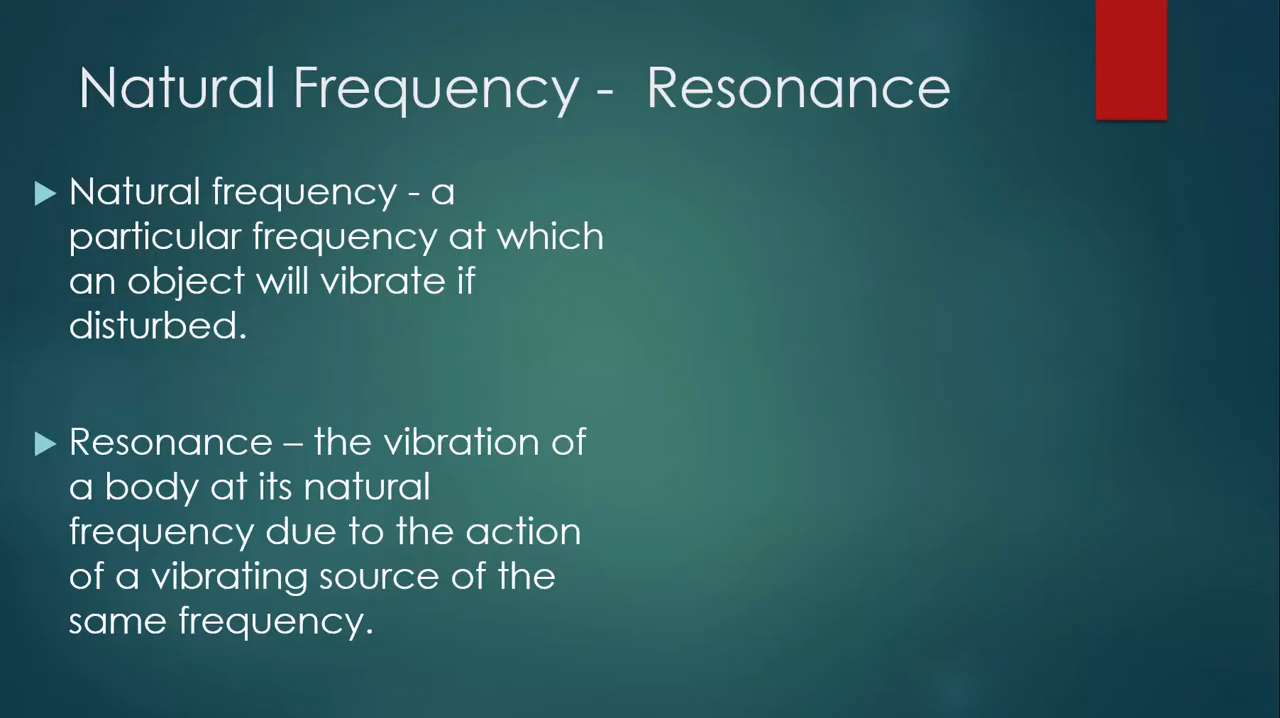 Natural Frequency - Resonance
Natural frequency - a
particular frequency at which
an object will vibrate if
disturbed.
Resonance – the vibration of
a body at its natural
frequency due to the action
of a vibrating source of the
same frequency.